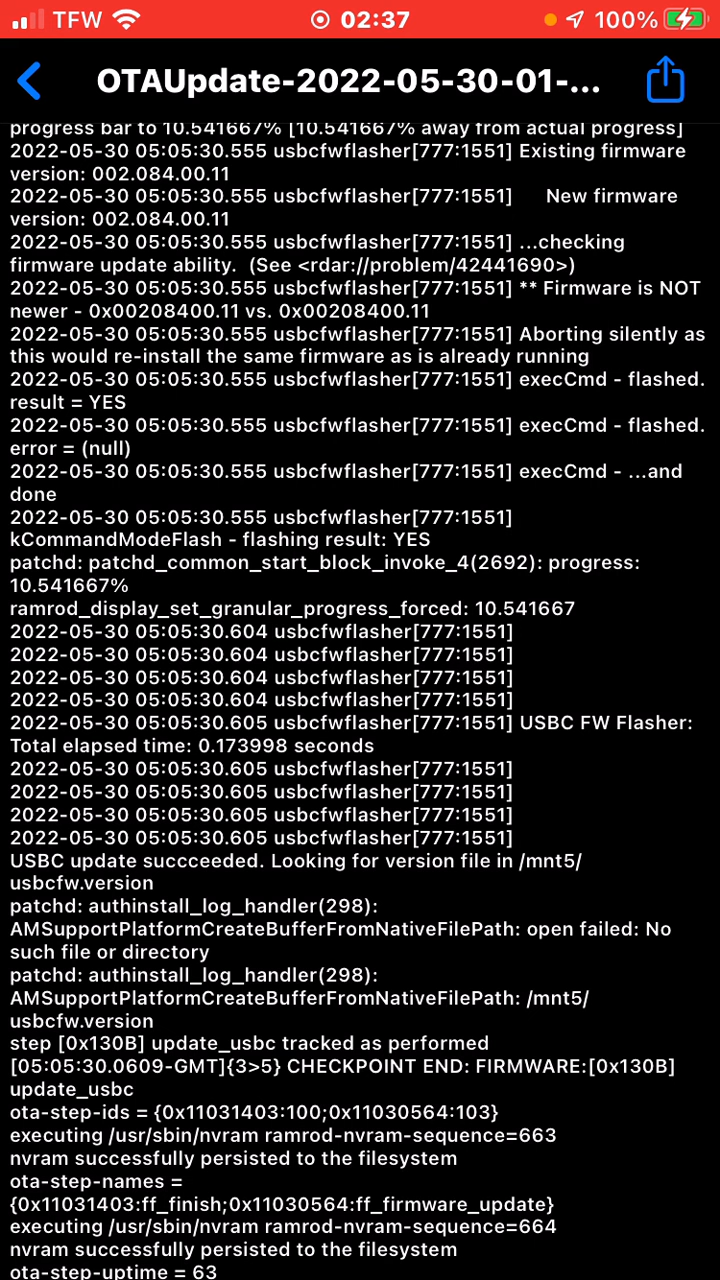 TFW 02:37 100%
OTAUpdate-2022-05-30-01-...
progress bar to 10.541667% [10.541667% away from actual progress]
2022-05-30 05:05:30.555 usbcfwflasher[777:1551] Existing firmware
version: 002.084.00.11
2022-05-30 05:05:30.555 usbcfwflasher[777:1551]      New firmware
version: 002.084.00.11
2022-05-30 05:05:30.555 usbcfwflasher[777:1551] ...checking
firmware update ability.  (See <rdar://problem/42441690>)
2022-05-30 05:05:30.555 usbcfwflasher[777:1551] ** Firmware is NOT
newer - 0x00208400.11 vs. 0x00208400.11
2022-05-30 05:05:30.555 usbcfwflasher[777:1551] Aborting silently as
this would re-install the same firmware as is already running
2022-05-30 05:05:30.555 usbcfwflasher[777:1551] execCmd - flashed.
result = YES
2022-05-30 05:05:30.555 usbcfwflasher[777:1551] execCmd - flashed.
error = (null)
2022-05-30 05:05:30.555 usbcfwflasher[777:1551] execCmd - ...and
done
2022-05-30 05:05:30.555 usbcfwflasher[777:1551]
kCommandModeFlash - flashing result: YES
patchd: patchd_common_start_block_invoke_4(2692): progress:
10.541667%
ramrod_display_set_granular_progress_forced: 10.541667
2022-05-30 05:05:30.604 usbcfwflasher[777:1551]
2022-05-30 05:05:30.604 usbcfwflasher[777:1551]
2022-05-30 05:05:30.604 usbcfwflasher[777:1551]
2022-05-30 05:05:30.604 usbcfwflasher[777:1551]
2022-05-30 05:05:30.605 usbcfwflasher[777:1551] USBC FW Flasher:
Total elapsed time: 0.173998 seconds
2022-05-30 05:05:30.605 usbcfwflasher[777:1551]
2022-05-30 05:05:30.605 usbcfwflasher[777:1551]
2022-05-30 05:05:30.605 usbcfwflasher[777:1551]
2022-05-30 05:05:30.605 usbcfwflasher[777:1551]
USBC update succceeded. Looking for version file in /mnt5/
usbcfw.version
patchd: authinstall_log_handler(298):
AMSupportPlatformCreateBufferFromNativeFilePath: open failed: No
such file or directory
patchd: authinstall_log_handler(298):
AMSupportPlatformCreateBufferFromNativeFilePath: /mnt5/
usbcfw.version
step [0x130B] update_usbc tracked as performed
[05:05:30.0609-GMT]{3>5} CHECKPOINT END: FIRMWARE:[0x130B]
update_usbc
ota-step-ids = {0x11031403:100;0x11030564:103}
executing /usr/sbin/nvram ramrod-nvram-sequence=663
nvram successfully persisted to the filesystem
ota-step-names =
{0x11031403:ff_finish;0x11030564:ff_firmware_update}
executing /usr/sbin/nvram ramrod-nvram-sequence=664
nvram successfully persisted to the filesystem
ota-step-uptime = 63